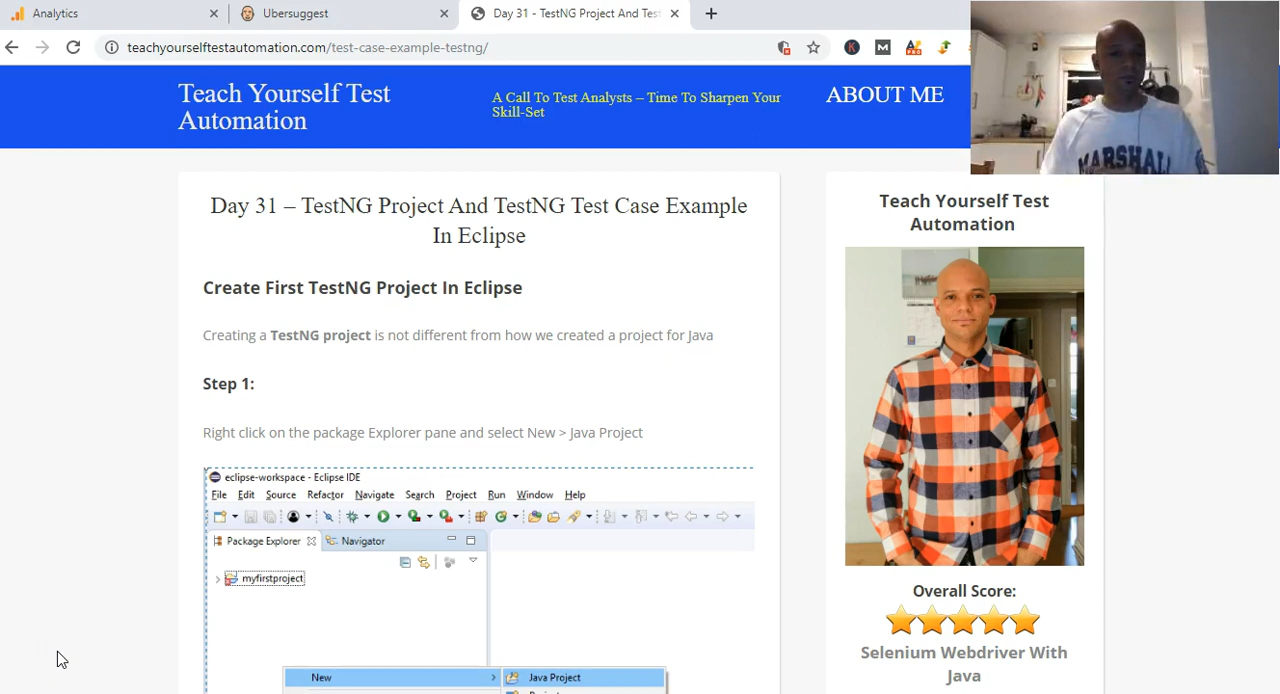 Analytics
Ubersuggest
Day 31 - TestNG Project And Test
teachyourselftestautomation.com/test-case-example-testng/
Teach Yourself Test
Automation
A Call To Test Analysts – Time To Sharpen Your
Skill-Set
ABOUT ME
MARSHALL
Day 31 – TestNG Project And TestNG Test Case Example
In Eclipse
Create First TestNG Project In Eclipse
Creating a TestNG project is not different from how we created a project for Java
Step 1:
Right click on the package Explorer pane and select New > Java Project
eclipse-workspace - Eclipse IDE
File Edit Source Refactor Navigate Search Project Run Window Help
Package Explorer Navigator
myfirstproject
New Java Project
Teach Yourself Test
Automation
Overall Score:
Selenium Webdriver With
Java